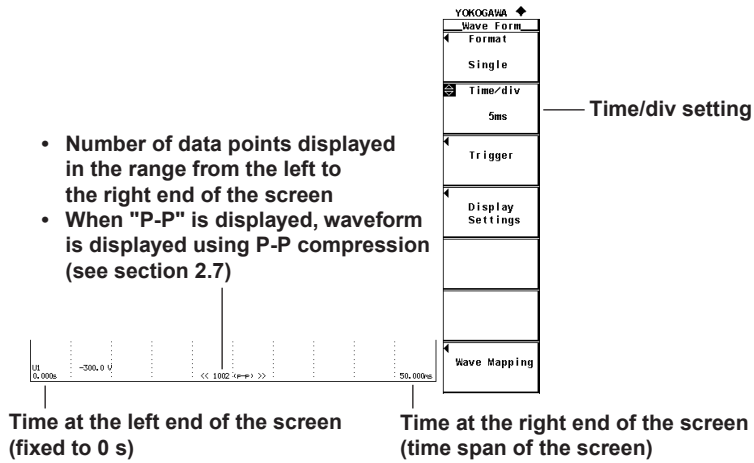 YOKOGAWA
Wave Form
Format
Single
Time/div
5ms
Time/div setting
Trigger
Display
Settings
Wave Mapping
• Number of data points displayed
in the range from the left to
the right end of the screen
• When "P-P" is displayed, waveform
is displayed using P-P compression
(see section 2.7)
U1 -300.0 V
0.000s << 1002 (p-p) >> 50.000ms
Time at the left end of the screen
(fixed to 0 s)
Time at the right end of the screen
(time span of the screen)